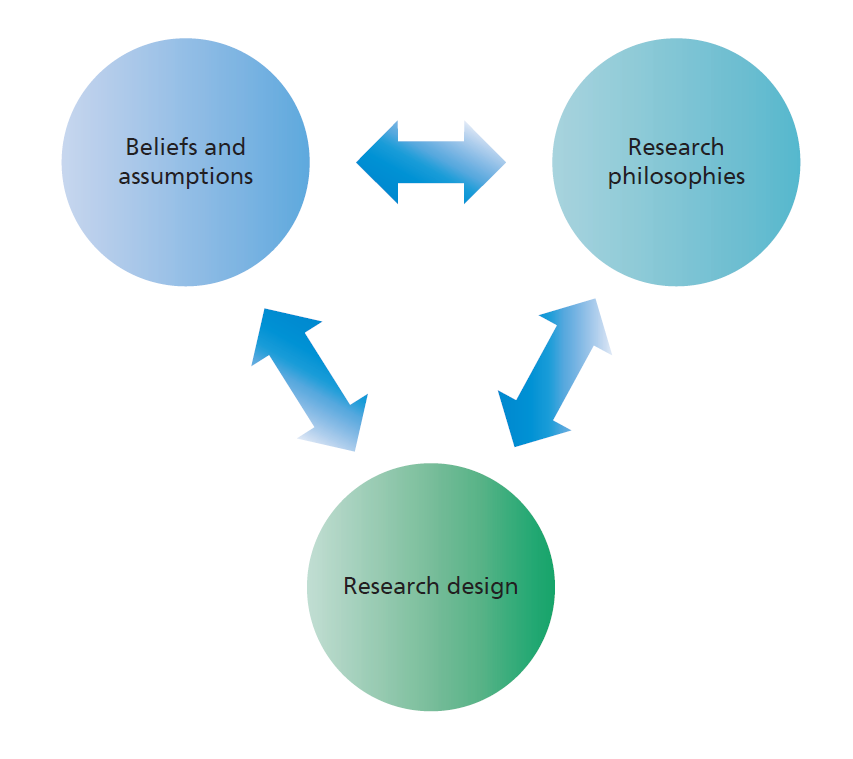 Beliefs and
assumptions
Research
philosophies
Research design